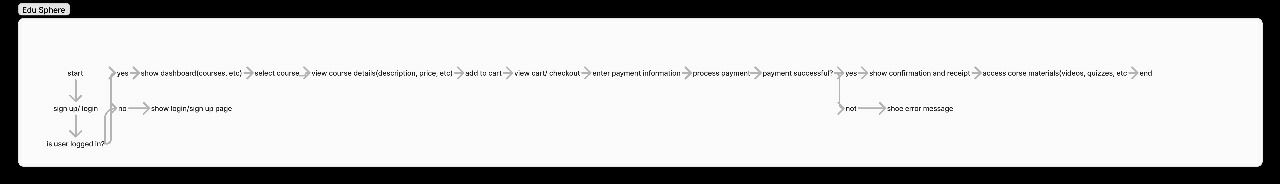 Edu Sphere
start
yes
show dashboard(courses, etc)
select course
view course details(description, price, etc)
add to cart
view cart/ checkout
enter payment information
process payment
payment successful?
yes
show confirmation and receipt
access corse materials(videos, quizzes, etc
end
sign up/ login
no
show login/sign up page
not
shoe error message
is user logged in?